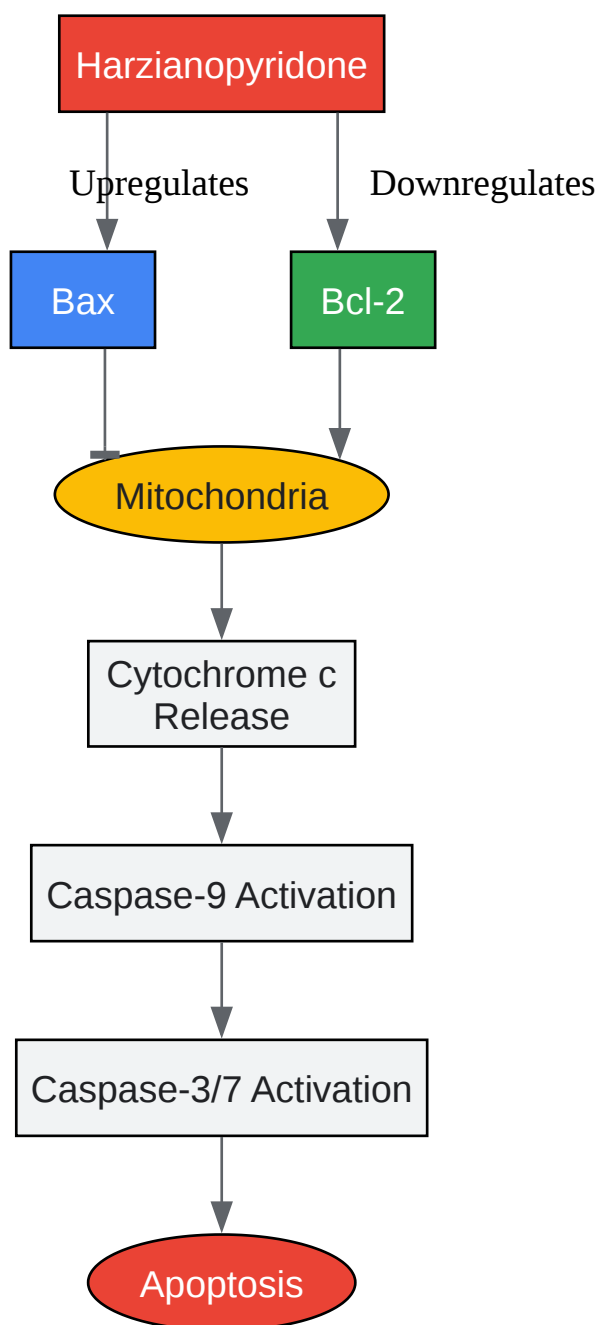 Harzianopyridone
Upregulates
Downregulates
Bax
Bcl-2
Mitochondria
Cytochrome c
Release
Caspase-9 Activation
Caspase-3/7 Activation
Apoptosis